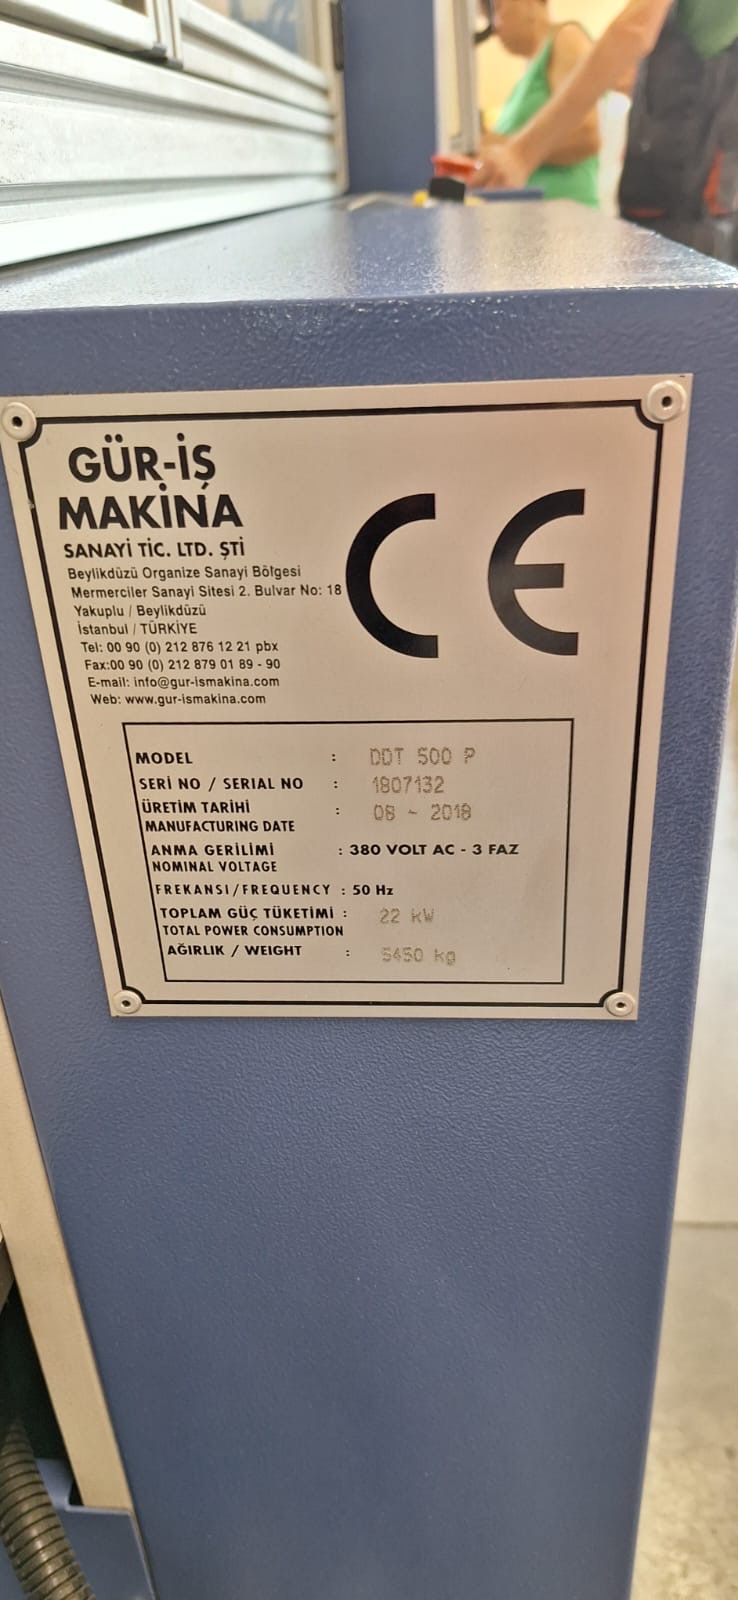 GÜR-İŞ
MAKİNA
SANAYİ TİC. LTD. ŞTİ
Beylikdüzü Organize Sanayi Bölgesi
Mermerciler Sanayi Sitesi 2. Bulvar No: 18
Yakuplu / Beylikdüzü
İstanbul / TÜRKİYE
Tel: 00 90 (0) 212 876 12 21 pbx
Fax:00 90 (0) 212 879 01 89 - 90
E-mail: info@gur-ismakina.com
Web: www.gur-ismakina.com
CE
MODEL : DDT 500 P
SERİ NO / SERIAL NO : 1807132
ÜRETİM TARİHİ : 08 - 2018
MANUFACTURING DATE
ANMA GERİLİMİ : 380 VOLT AC - 3 FAZ
NOMINAL VOLTAGE
FREKANSI/FREQUENCY : 50 Hz
TOPLAM GÜÇ TÜKETİMİ : 22 kW
TOTAL POWER CONSUMPTION
AĞIRLIK / WEIGHT : 5450 kg